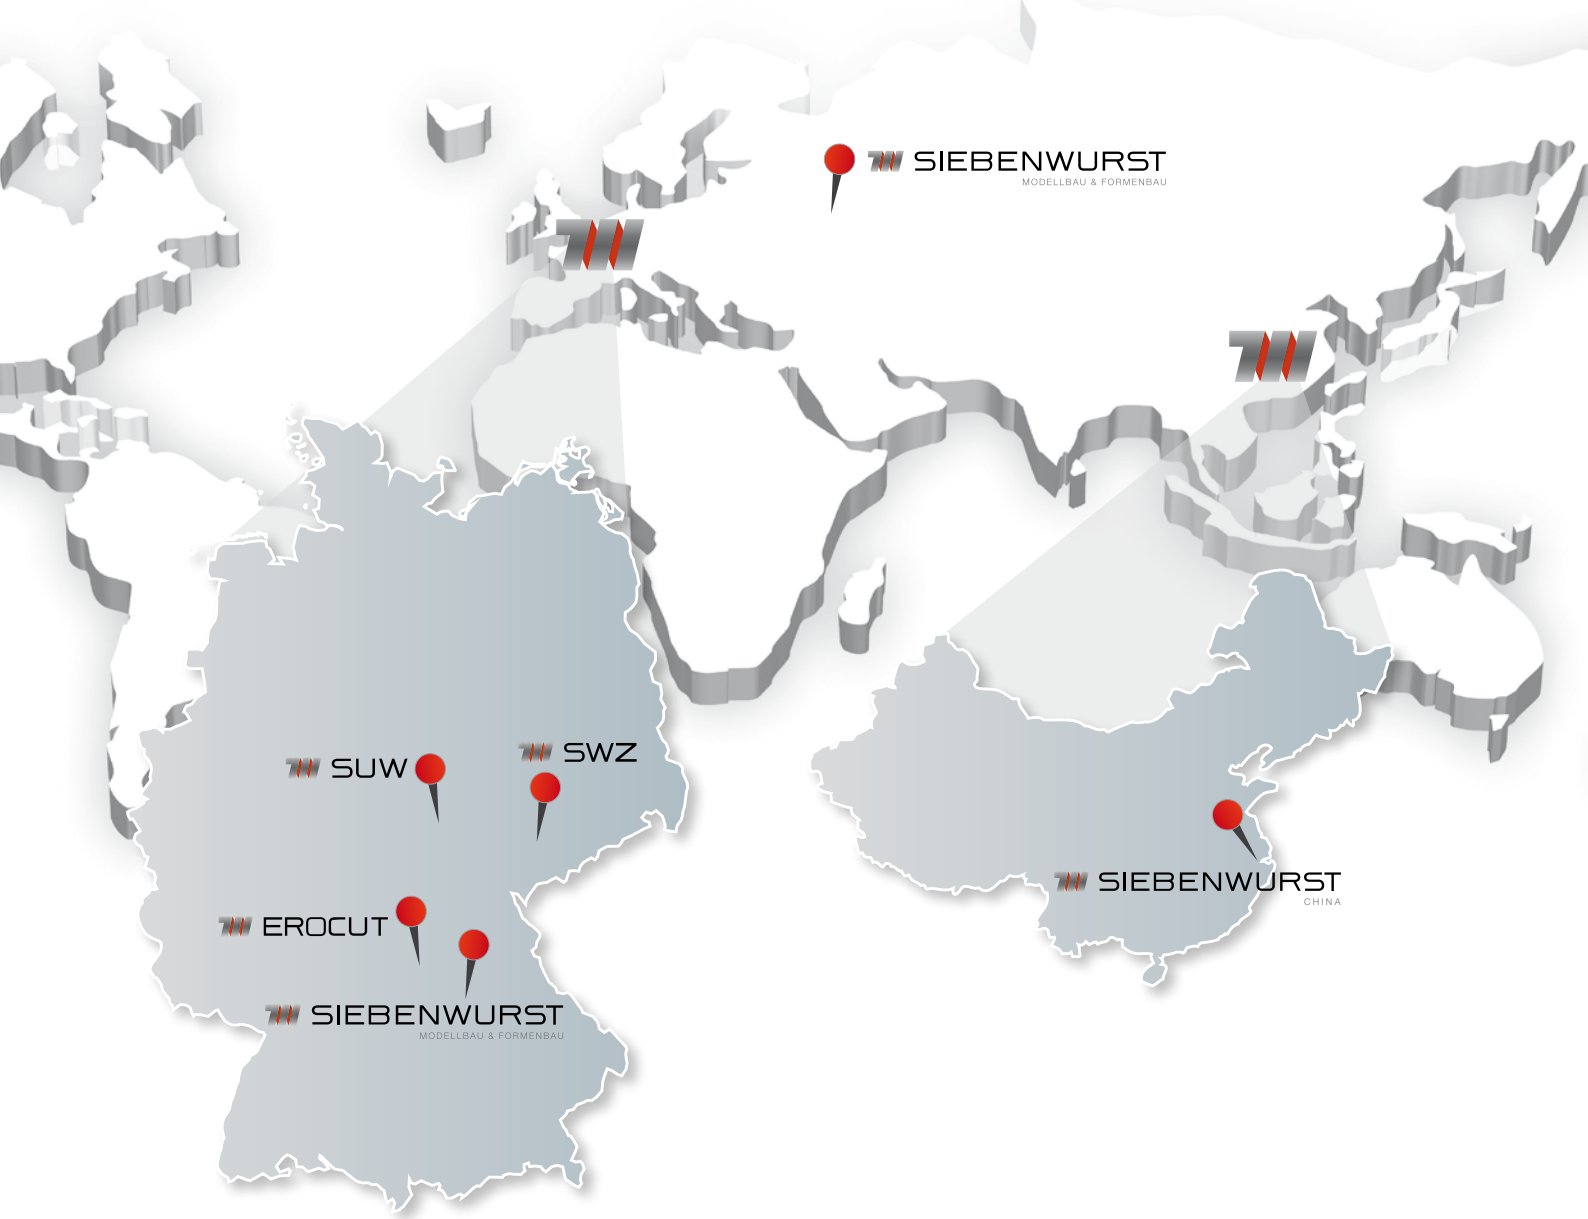 SIEBENWURST
MODELLBAU & FORMENBAU
SUW
SWZ
EROCUT
SIEBENWURST
MODELLBAU & FORMENBAU
SIEBENWURST
CHINA